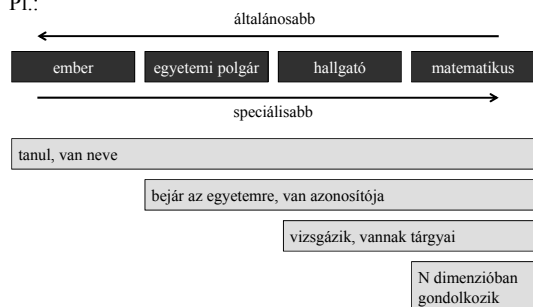 Pl.:
általánosabb
ember egyetemi polgár hallgató matematikus
speciálisabb
tanul, van neve
bejár az egyetemre, van azonosítója
vizsgázik, vannak tárgyai
N dimenzióban
gondolkozik